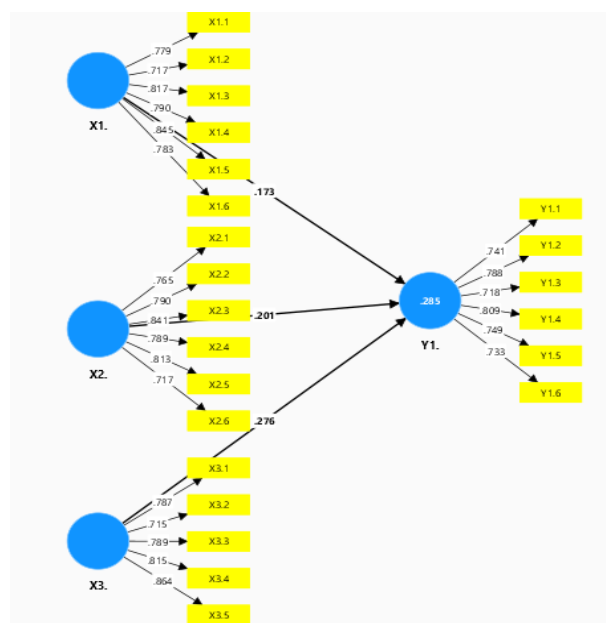 X1.1
.779
X1.2
.717
X1.3
.817
X1.4
.790
.845
X1.5
.783
X1.6
X1.
.173
X2.1
.765
X2.2
.790
X2.3
.841
.201
X2.4
.789
X2.5
.813
X2.6
.717
X2.
.276
X3.1
.787
X3.2
.715
X3.3
.789
X3.4
.815
X3.5
.864
X3.
.285
Y1.
Y1.1
.741
Y1.2
.788
Y1.3
.718
Y1.4
.809
Y1.5
.749
Y1.6
.733